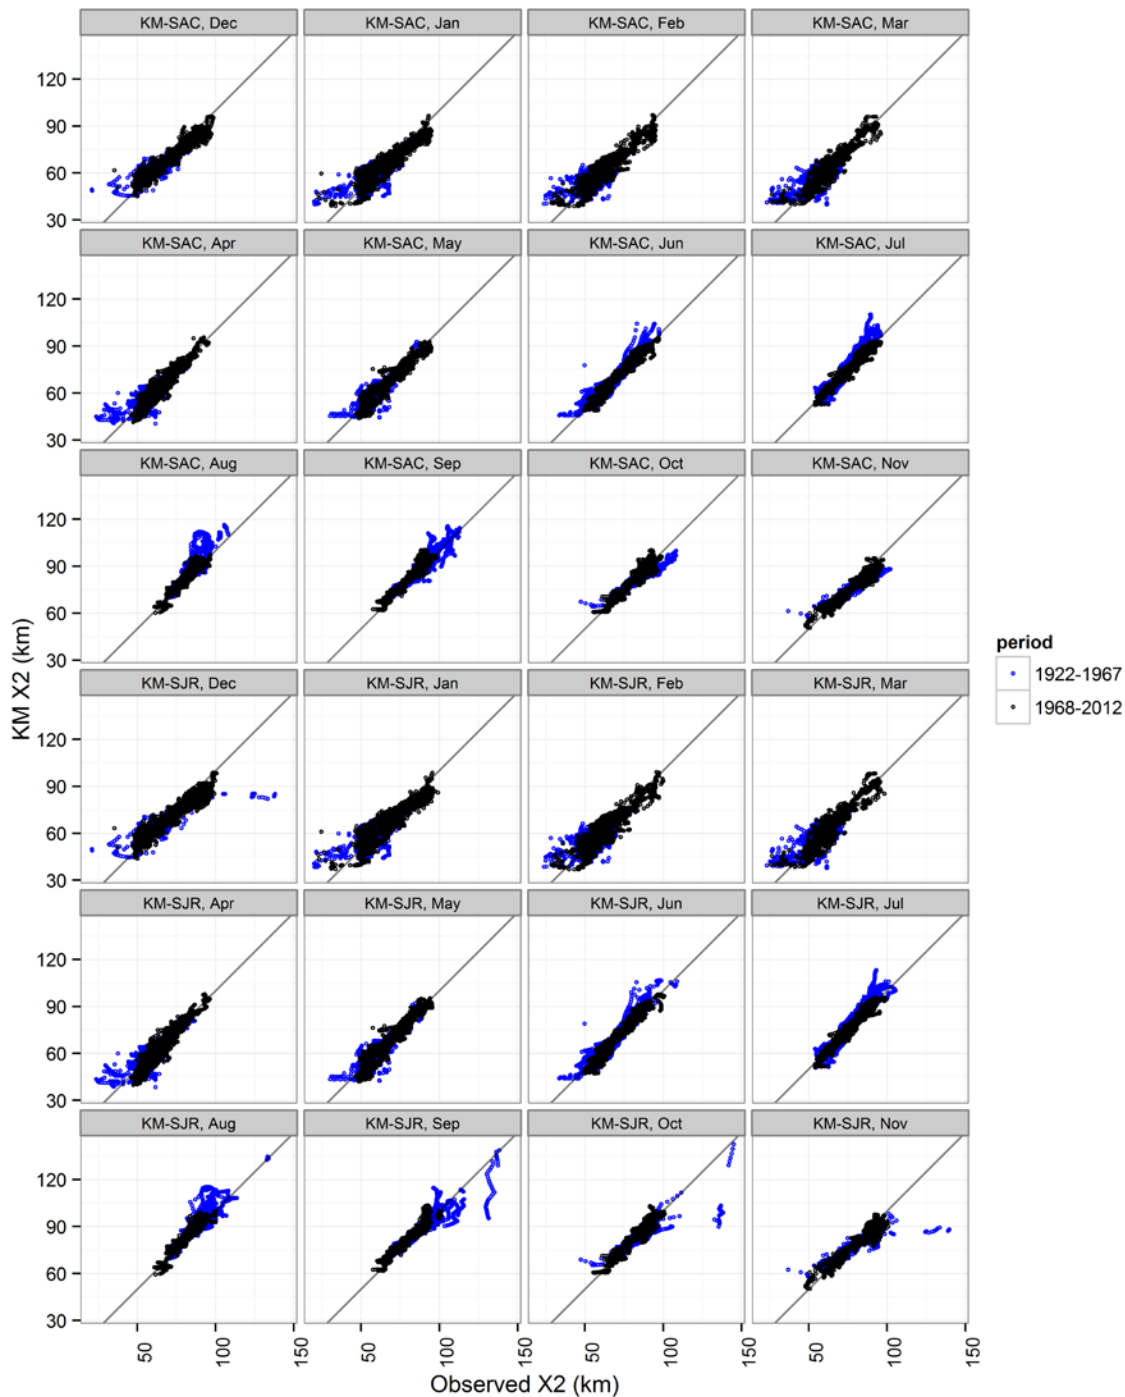 KM-SAC, Dec
KM-SAC, Jan
KM-SAC, Feb
KM-SAC, Mar
120
90
60
30
KM-SAC, Apr
KM-SAC, May
KM-SAC, Jun
KM-SAC, Jul
120
90
60
30
KM-SAC, Aug
KM-SAC, Sep
KM-SAC, Oct
KM-SAC, Nov
120
90
60
30
KM-SJR, Dec
KM-SJR, Jan
KM-SJR, Feb
KM-SJR, Mar
120
90
60
30
KM-SJR, Apr
KM-SJR, May
KM-SJR, Jun
KM-SJR, Jul
120
90
60
30
KM-SJR, Aug
KM-SJR, Sep
KM-SJR, Oct
KM-SJR, Nov
120
90
60
30
50
100
150
50
100
150
50
100
150
50
100
150
KM X2 (km)
Observed X2 (km)
period
1922-1967
1968-2012